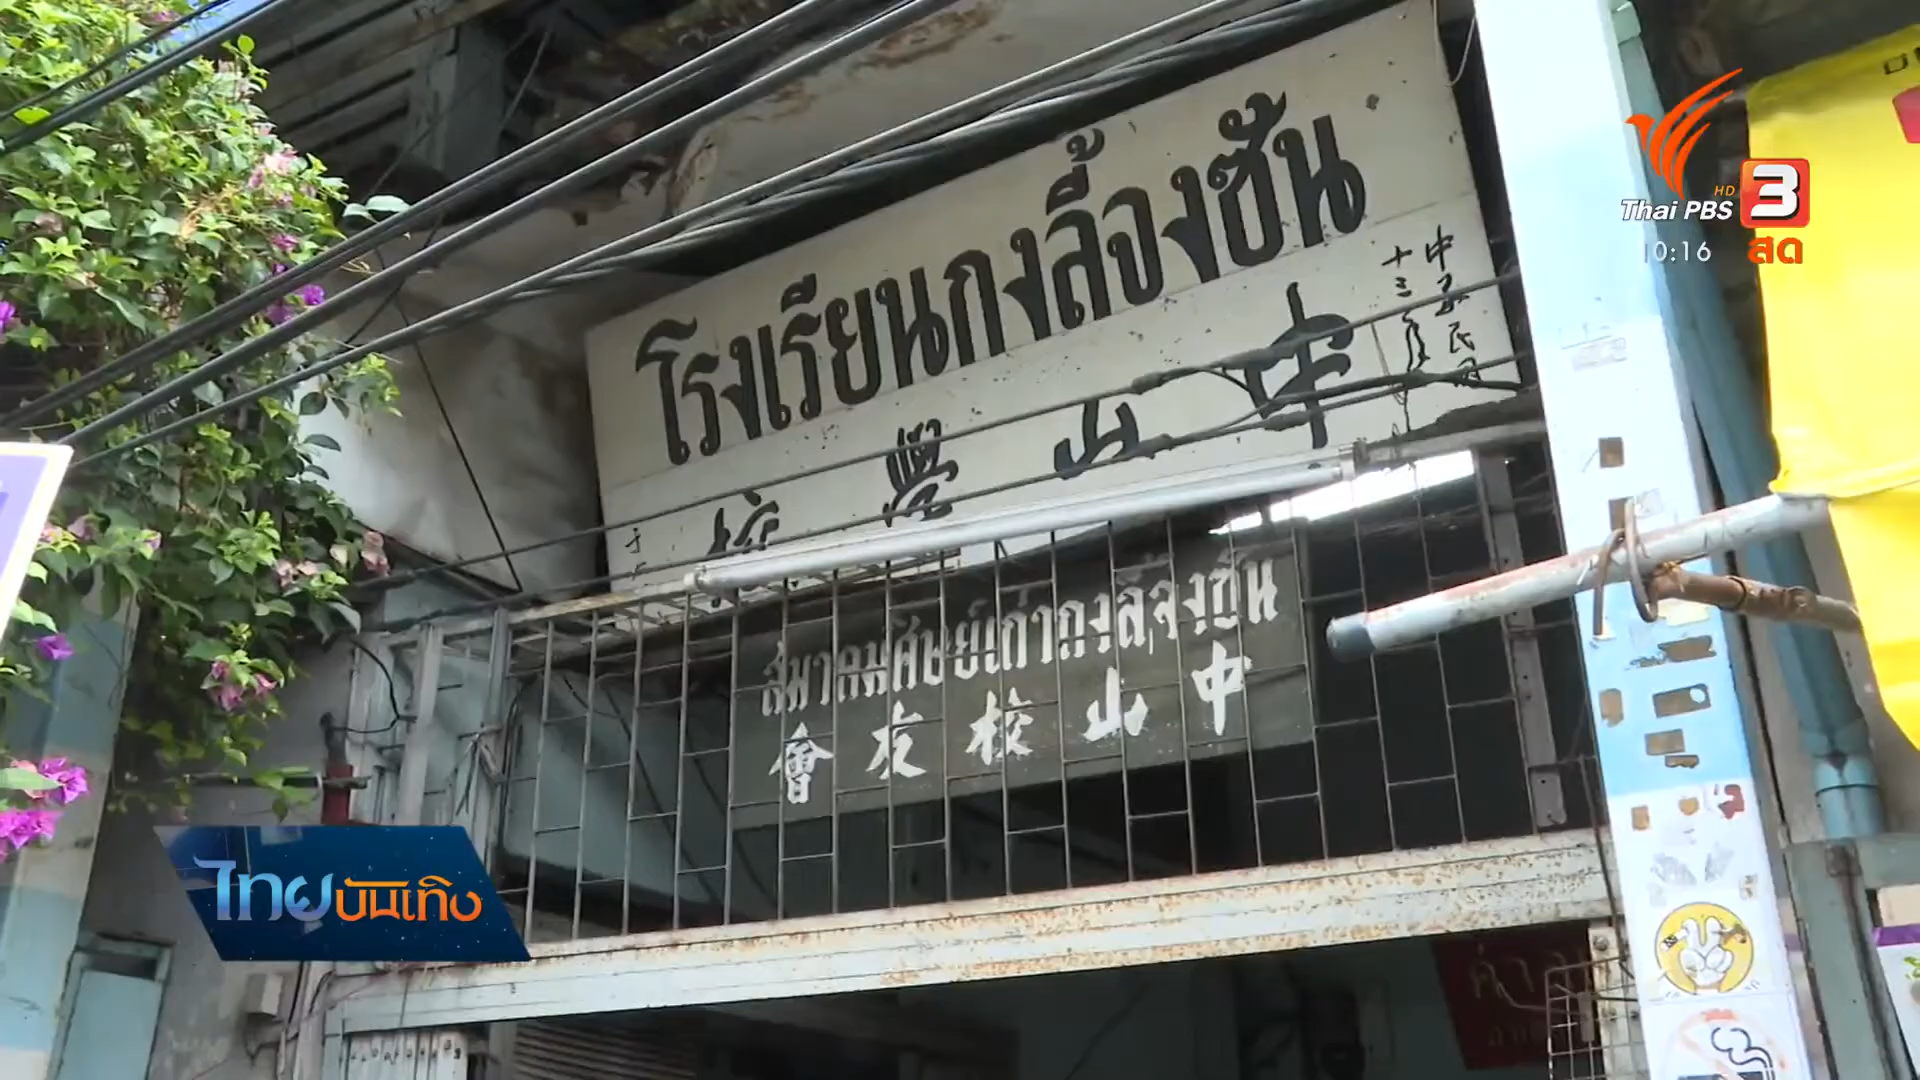 โรงเรียนกงลี้จงซัน
中華民國
十三年
中山學校
สมาคมศิษย์เก่ากงลี้จงซัน
中山校友會
HD
Thai PBS 3
10:16 สด
ไทยบันเทิง